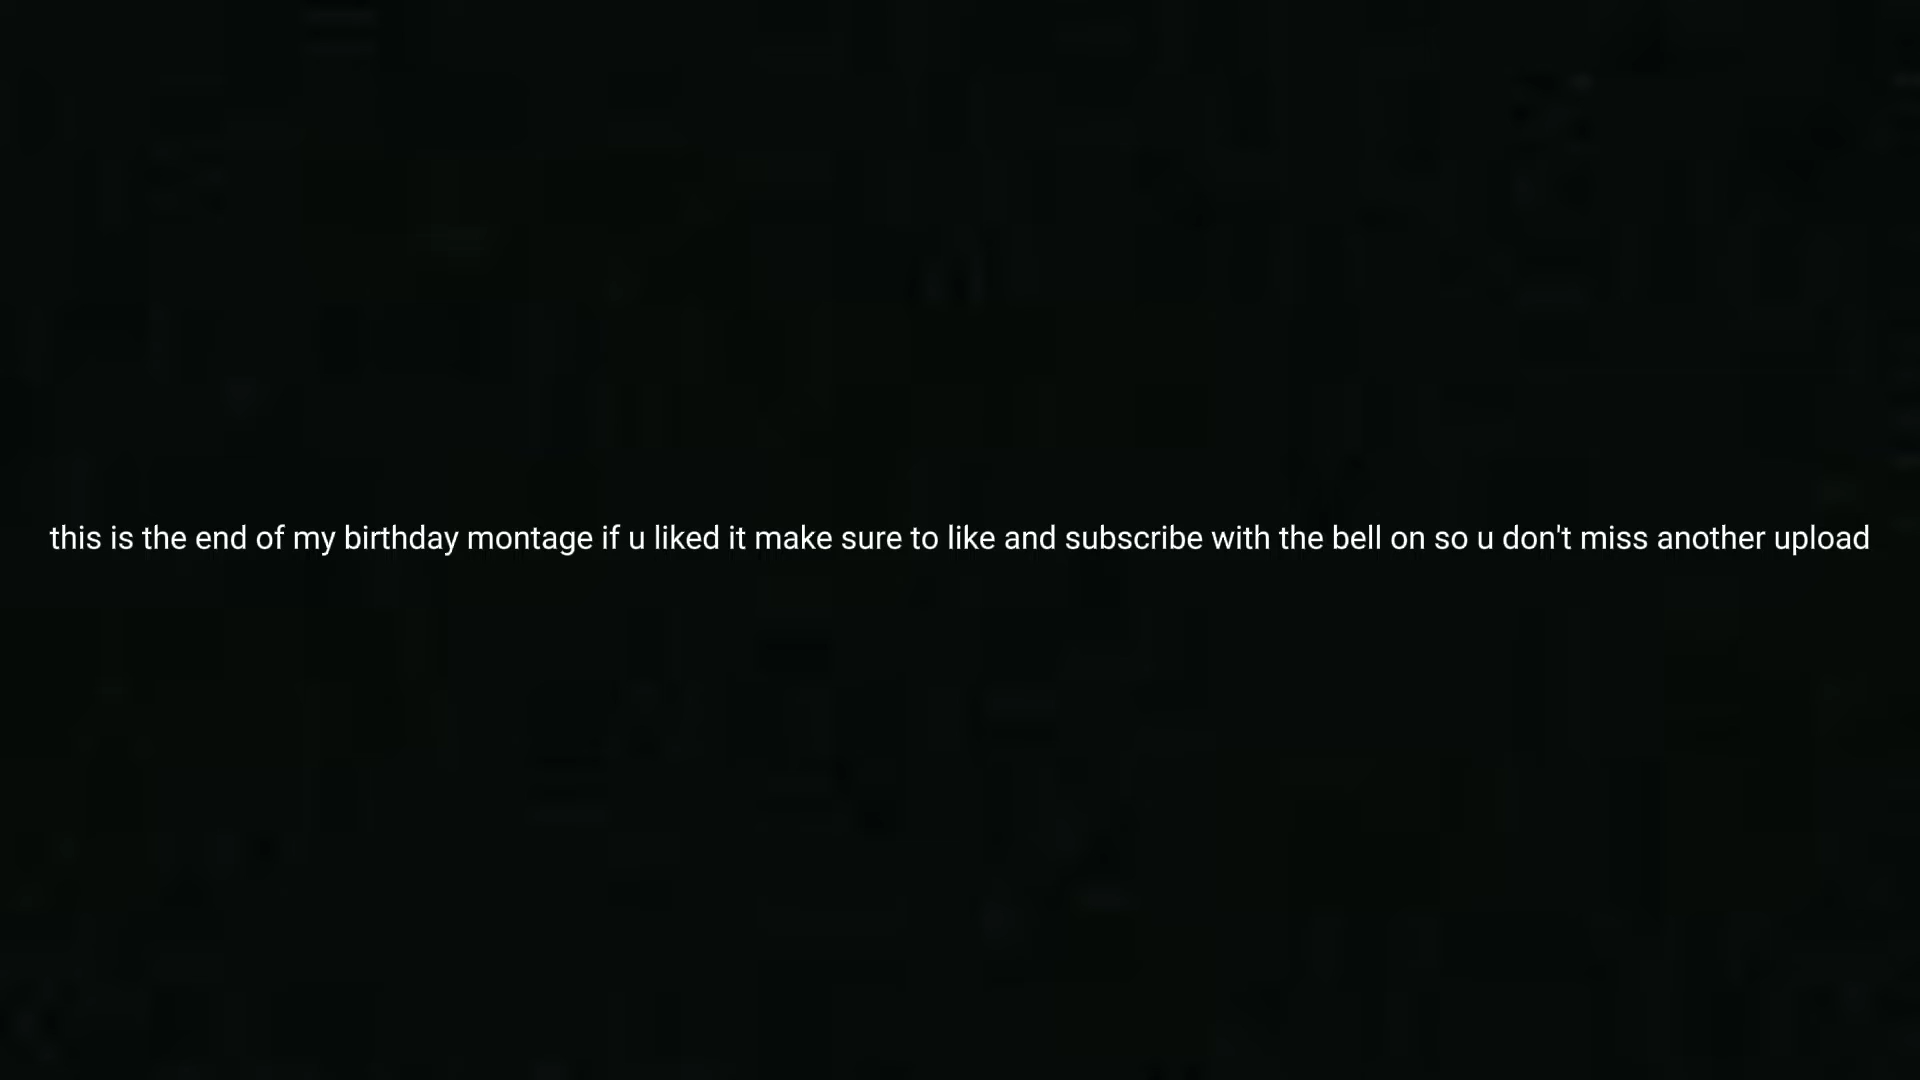 this is the end of my birthday montage if u liked it make sure to like and subscribe with the bell on so u don't miss another upload